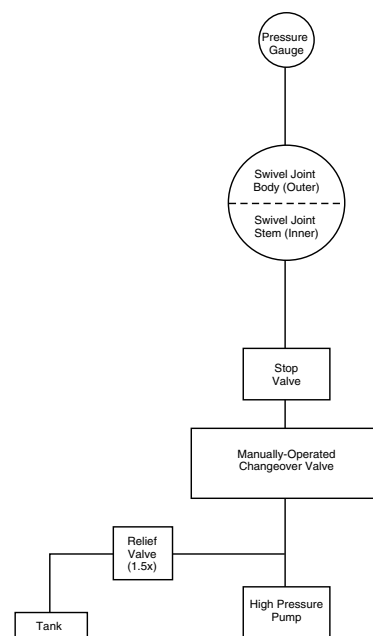 Pressure
Gauge
Swivel Joint
Body (Outer)
Swivel Joint
Stem (Inner)
Stop
Valve
Manually-Operated
Changeover Valve
Relief
Valve
(1.5x)
High Pressure
Pump
Tank